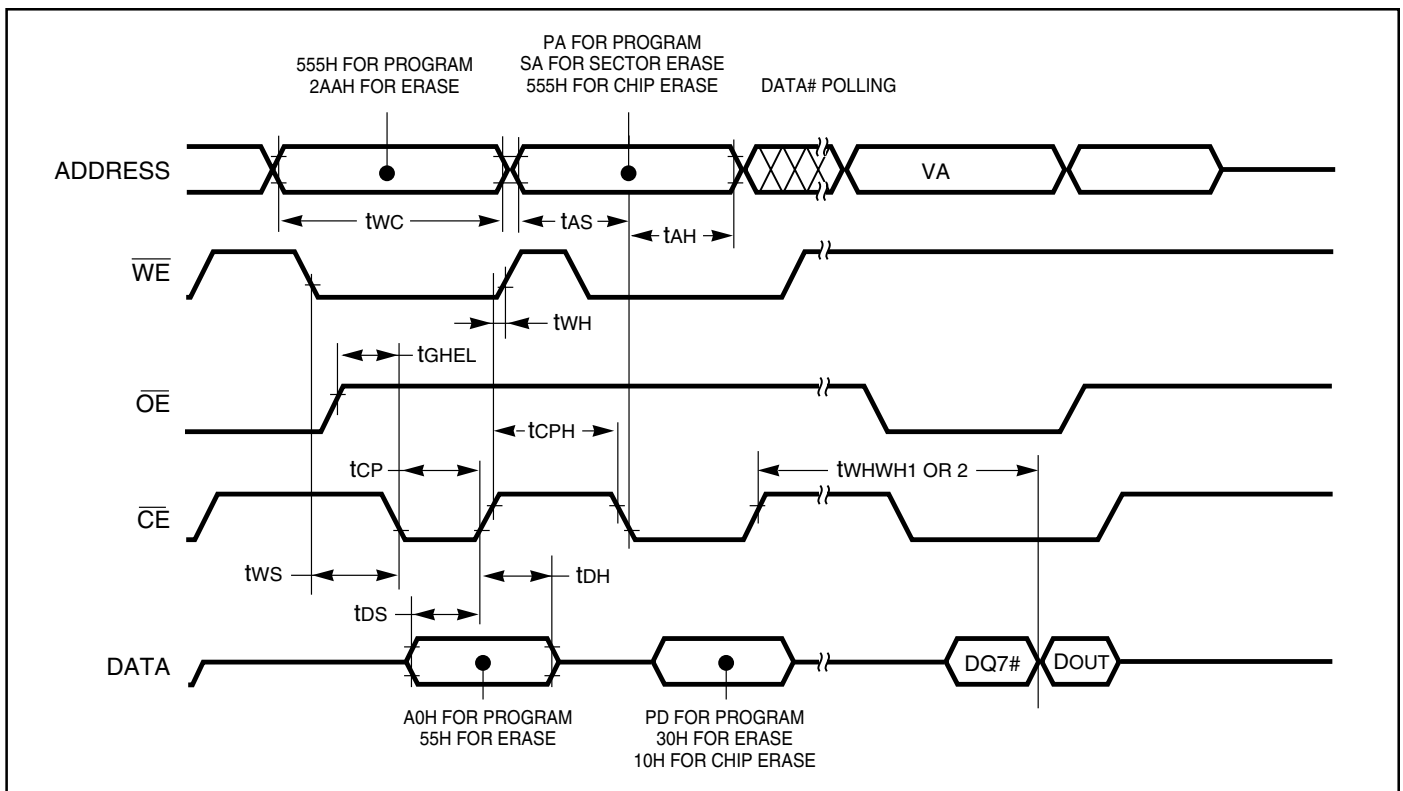 555H FOR PROGRAM
2AAH FOR ERASE
PA FOR PROGRAM
SA FOR SECTOR ERASE
555H FOR CHIP ERASE
DATA# POLLING
ADDRESS
VA
tWC
tAS
tAH
WE
tWH
tGHEL
OE
tCPH
tCP
tWHWH1 OR 2
CE
tWS
tDH
tDS
DATA
DQ7#
DOUT
A0H FOR PROGRAM
55H FOR ERASE
PD FOR PROGRAM
30H FOR ERASE
10H FOR CHIP ERASE